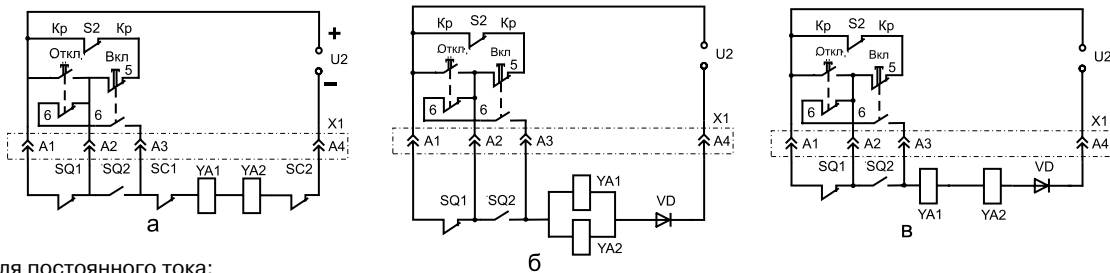 Кр S2 Кр
Откл. Вкл
5
+
U2
−
6 6
X1
A1 A2 A3 A4
SQ1 SQ2 SC1 YA1 YA2 SC2
а
Кр S2 Кр
Откл. Вкл
5
U2
6 6
X1
A1 A2 A3 A4
SQ1 SQ2 YA1 VD
YA2
б
Кр S2 Кр
Откл. Вкл
5
U2
6 6
X1
A1 A2 A3 A4
SQ1 SQ2 VD
YA1 YA2
в
ля постоянного тока: